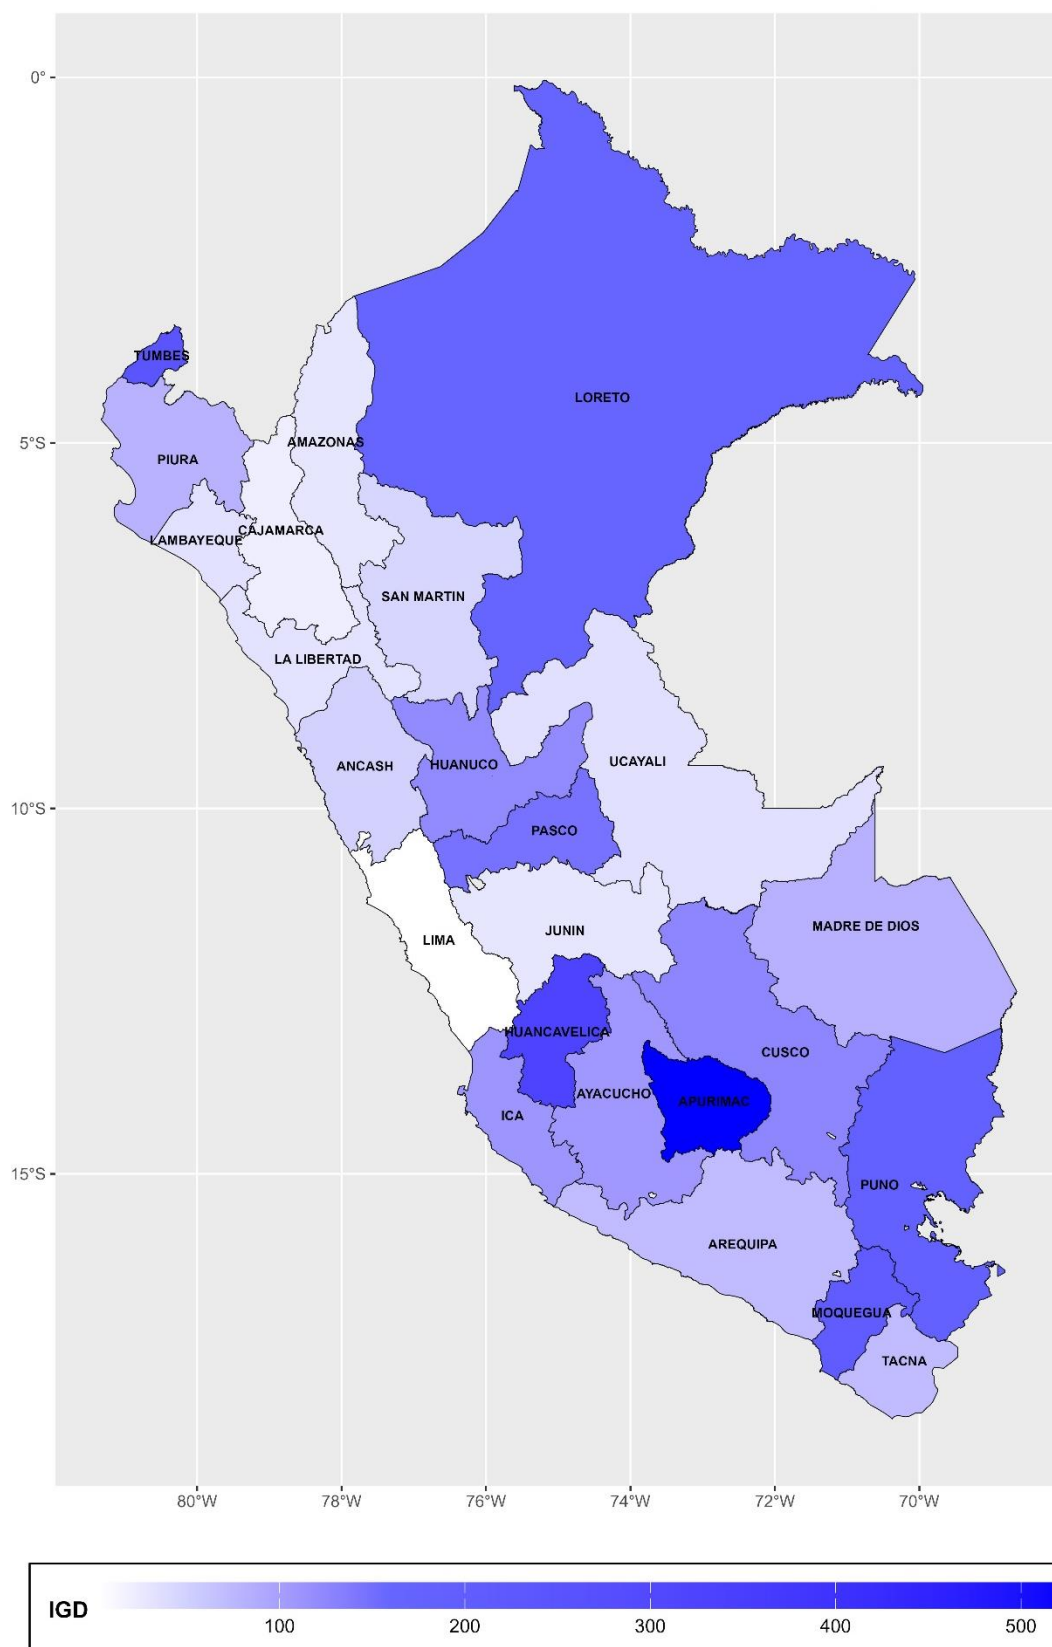 0°
TUMBES
LORETO
AMAZONAS
5°S
PIURA
CAJAMARCA
LAMBAYEQUE
SAN MARTIN
LA LIBERTAD
ANCASH
HUANUCO
UCAYALI
10°S
PASCO
MADRE DE DIOS
JUNIN
LIMA
HUANCAVELICA
CUSCO
AYACUCHO
APURIMAC
ICA
15°S
PUNO
AREQUIPA
MOQUEGUA
TACNA
80°W 78°W 76°W 74°W 72°W 70°W
IGD
100 200 300 400 500